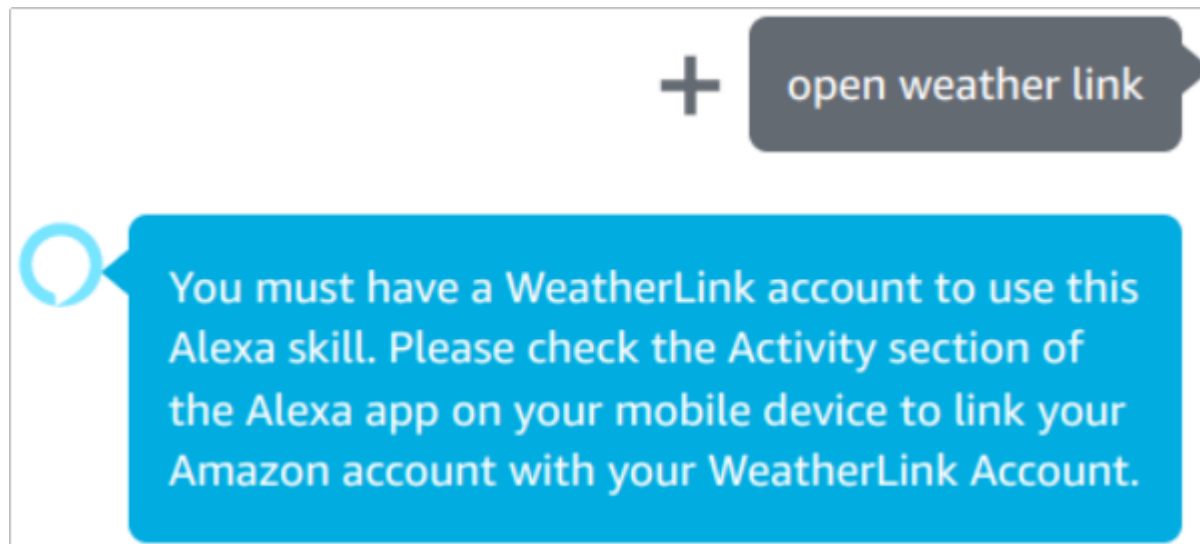 open weather link
You must have a WeatherLink account to use this
Alexa skill. Please check the Activity section of
the Alexa app on your mobile device to link your
Amazon account with your WeatherLink Account.